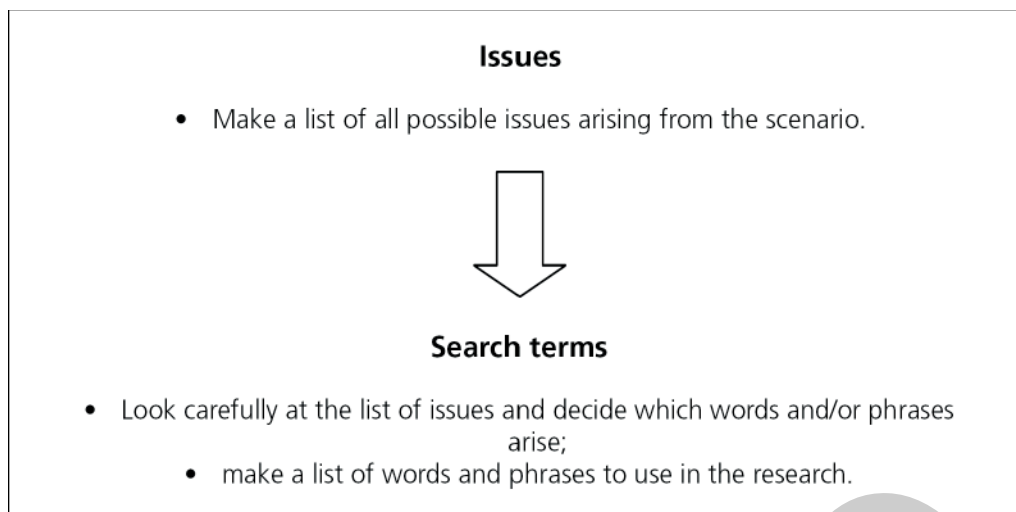 Issues
• Make a list of all possible issues arising from the scenario.
Search terms
• Look carefully at the list of issues and decide which words and/or phrases
arise;
• make a list of words and phrases to use in the research.